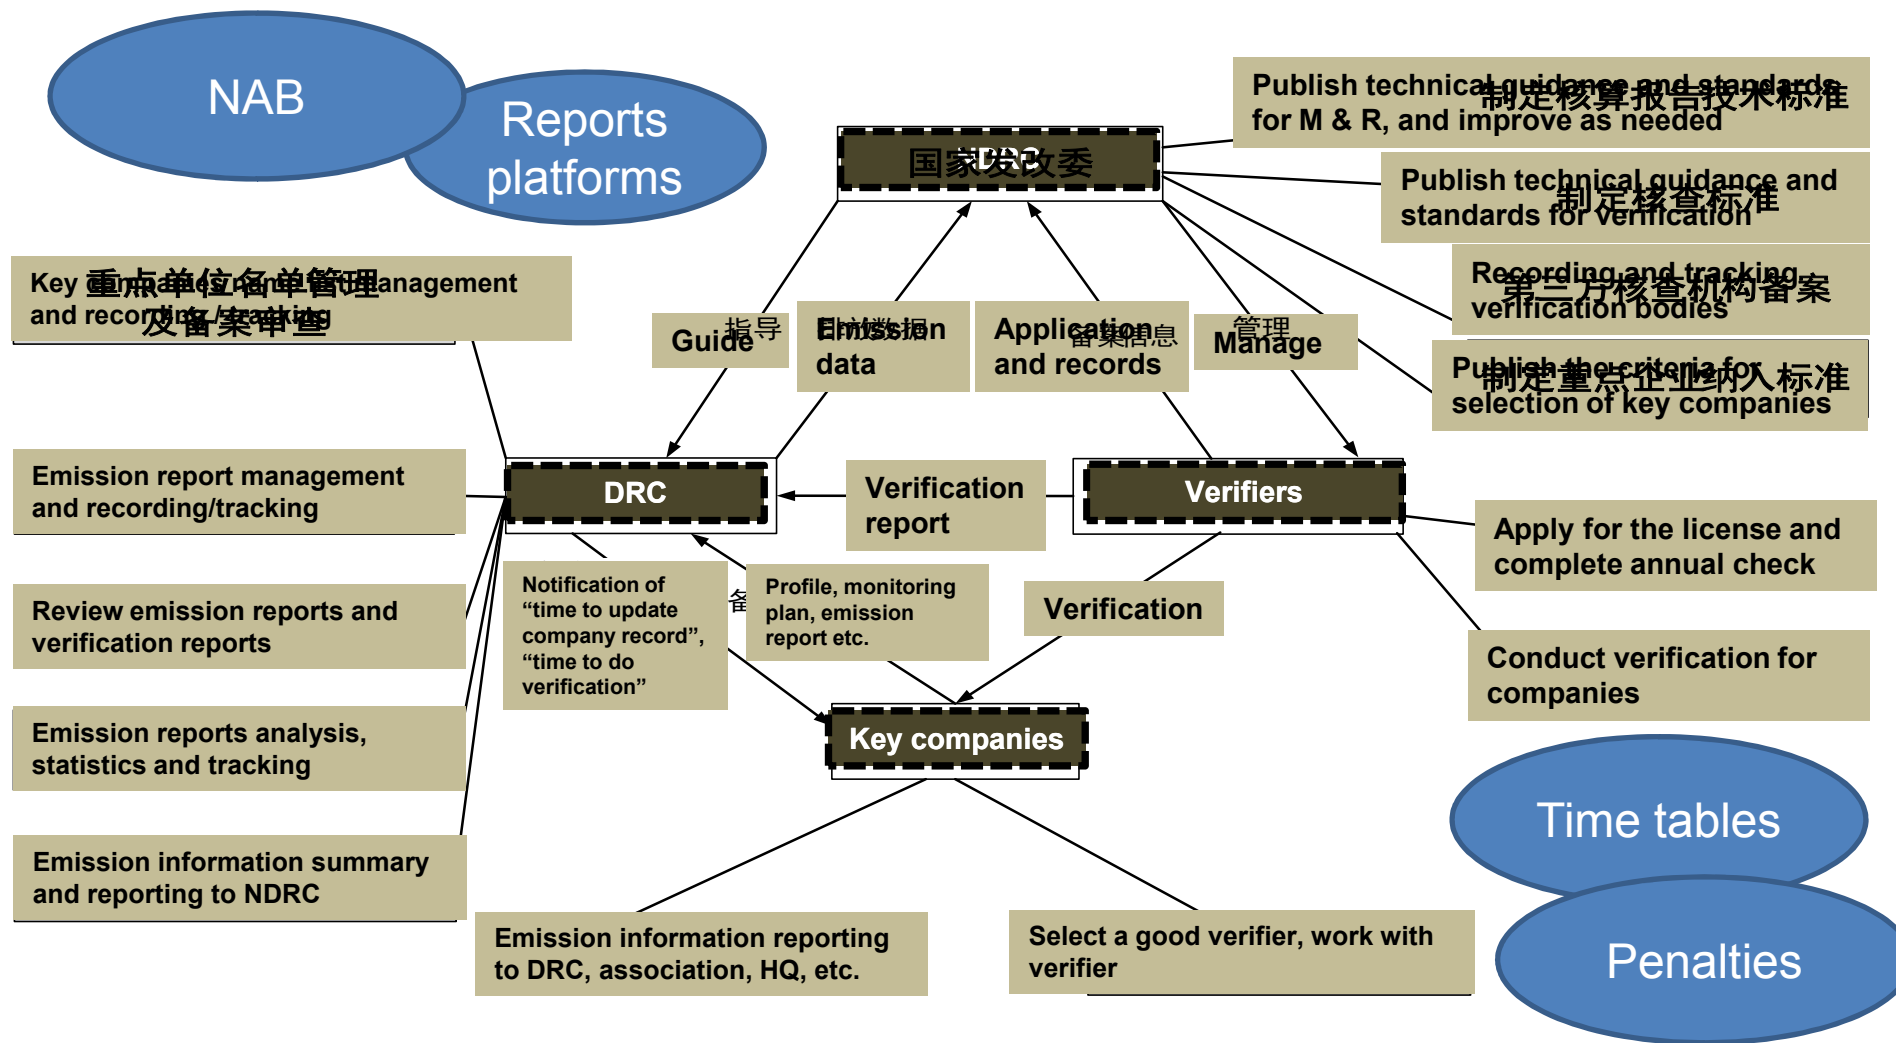 NAB
Reports
platforms
国家发改委
NDRC
Publish technical guidance and standards
for M & R, and improve as needed
制定核算报告技术标准
Publish technical guidance and
standards for verification
制定核查标准
Recording and tracking
verification bodies
第三方核查机构备案
Publish the criteria for
selection of key companies
制定重点企业纳入标准
Key companies name list management
and recording/tracking
重点单位名单管理
及备案审查
Guide
指导
Emission
data
排放数据
Application
and records
备案信息
Manage
管理
Emission report management
and recording/tracking
DRC
Verification
report
Verifiers
Apply for the license and
complete annual check
Review emission reports and
verification reports
Notification of
“time to update
company record”,
“time to do
verification”
备
Profile, monitoring
plan, emission
report etc.
Verification
Conduct verification for
companies
Emission reports analysis,
statistics and tracking
Key companies
Time tables
Emission information summary
and reporting to NDRC
Emission information reporting
to DRC, association, HQ, etc.
Select a good verifier, work with
verifier
Penalties